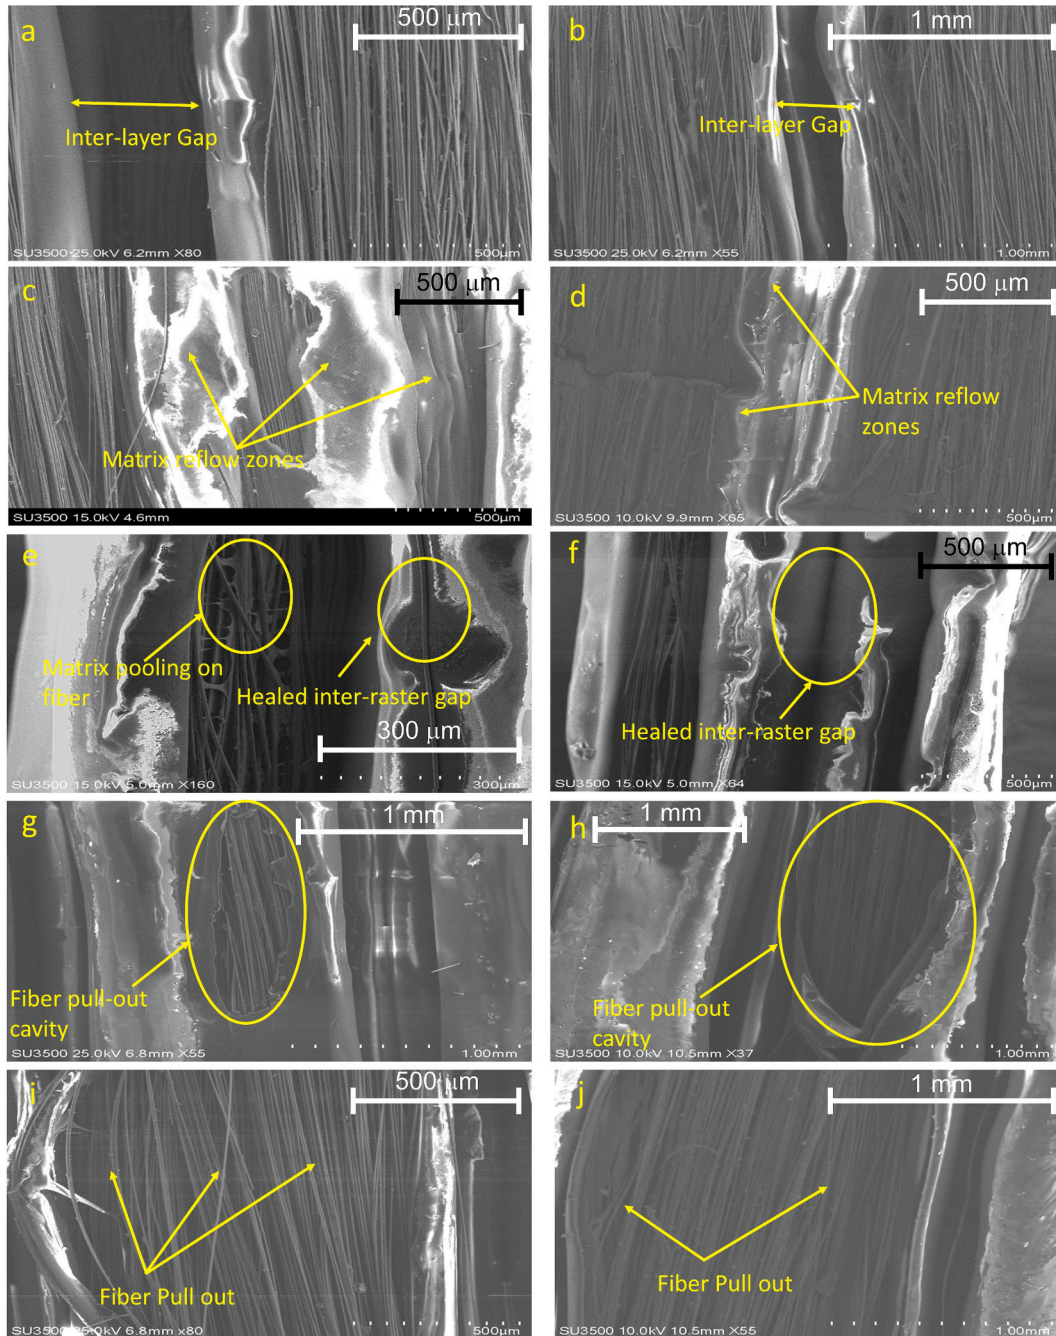 a
500 μm
Inter-layer Gap
SU3500 25.0kV 6.2mm X80
500μm
b
1 mm
Inter-layer Gap
SU3500 25.0kV 6.2mm X55
1.00mm
c
500 μm
Matrix reflow zones
SU3500 15.0kV 4.6mm
500μm
d
500 μm
Matrix reflow
zones
SU3500 10.0kV 9.9mm X65
500μm
e
Matrix pooling on
fiber
Healed inter-raster gap
300 μm
SU3500 15.0kV 5.0mm X160
300μm
f
500 μm
Healed inter-raster gap
SU3500 15.0kV 5.0mm X64
500μm
g
1 mm
Fiber pull-out
cavity
SU3500 25.0kV 6.8mm X55
1.00mm
h
1 mm
Fiber pull-out
cavity
SU3500 10.0kV 10.5mm X37
1.00mm
i
500 μm
Fiber Pull out
SU3500 25.0kV 6.8mm x80
500μm
j
1 mm
Fiber Pull out
SU3500 10.0kV 10.5mm X55
1.00mm